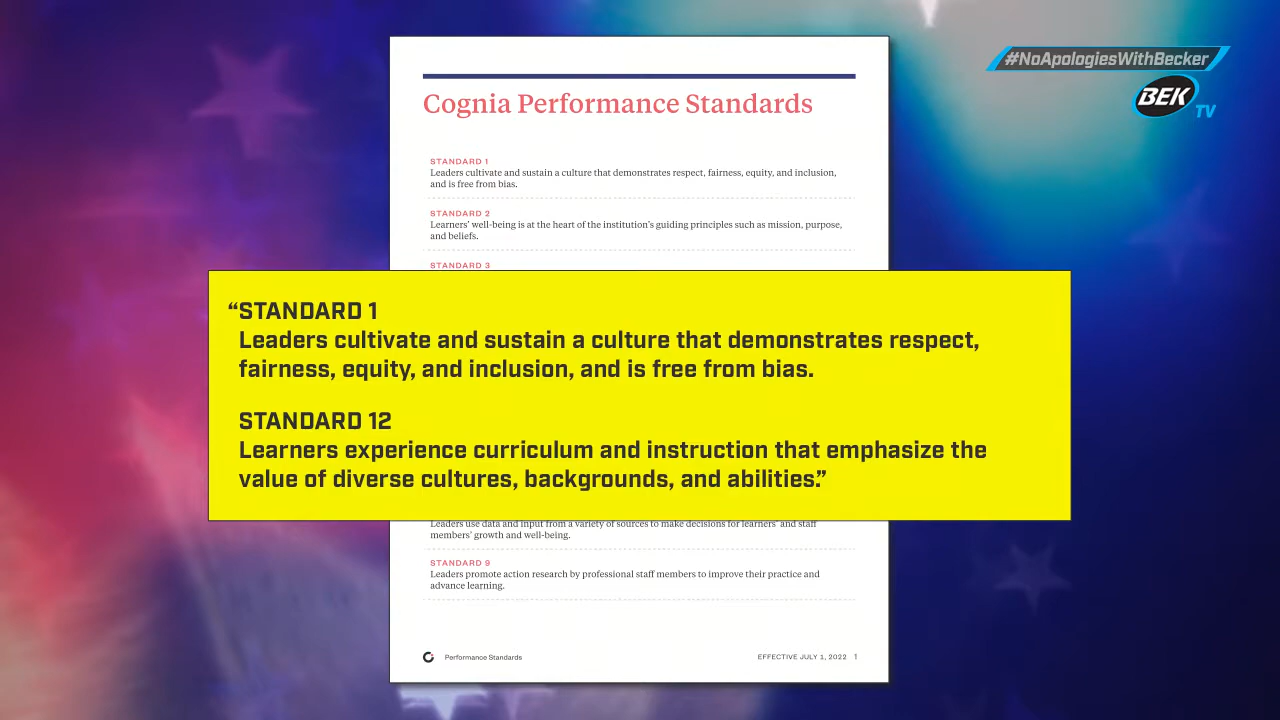 #NoApologiesWithBecker
BEK TV
Cognia Performance Standards
STANDARD 1
Leaders cultivate and sustain a culture that demonstrates respect, fairness, equity, and inclusion,
and is free from bias.
STANDARD 2
Learners’ well-being is at the heart of the institution’s guiding principles such as mission, purpose,
and beliefs.
STANDARD 3
“STANDARD 1
Leaders cultivate and sustain a culture that demonstrates respect,
fairness, equity, and inclusion, and is free from bias.
STANDARD 12
Learners experience curriculum and instruction that emphasize the
value of diverse cultures, backgrounds, and abilities.”
Leaders use data and input from a variety of sources to make decisions for learners’ and staff
members’ growth and well-being.
STANDARD 9
Leaders promote action research by professional staff members to improve their practice and
advance learning.
Performance Standards
EFFECTIVE JULY 1, 2022 1